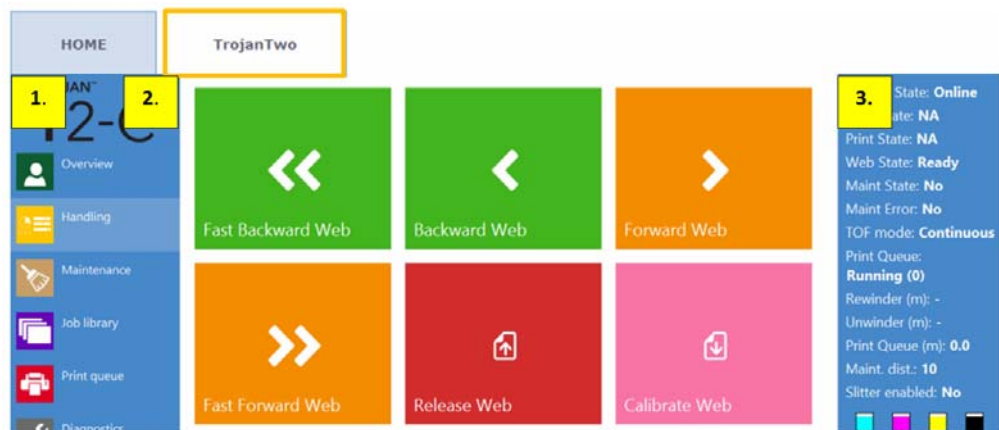 HOME
TrojanTwo
1.
2.
Overview
Handling
Maintenance
Job library
Print queue
Diagnostics
Fast Backward Web
Backward Web
Forward Web
Fast Forward Web
Release Web
Calibrate Web
3.
State: Online
NA
Print State: NA
Web State: Ready
Maint State: No
Maint Error: No
TOF mode: Continuous
Print Queue:
Running (0)
Rewinder (m): -
Unwinder (m): -
Print Queue (m): 0.0
Maint. dist.: 10
Slitter enabled: No